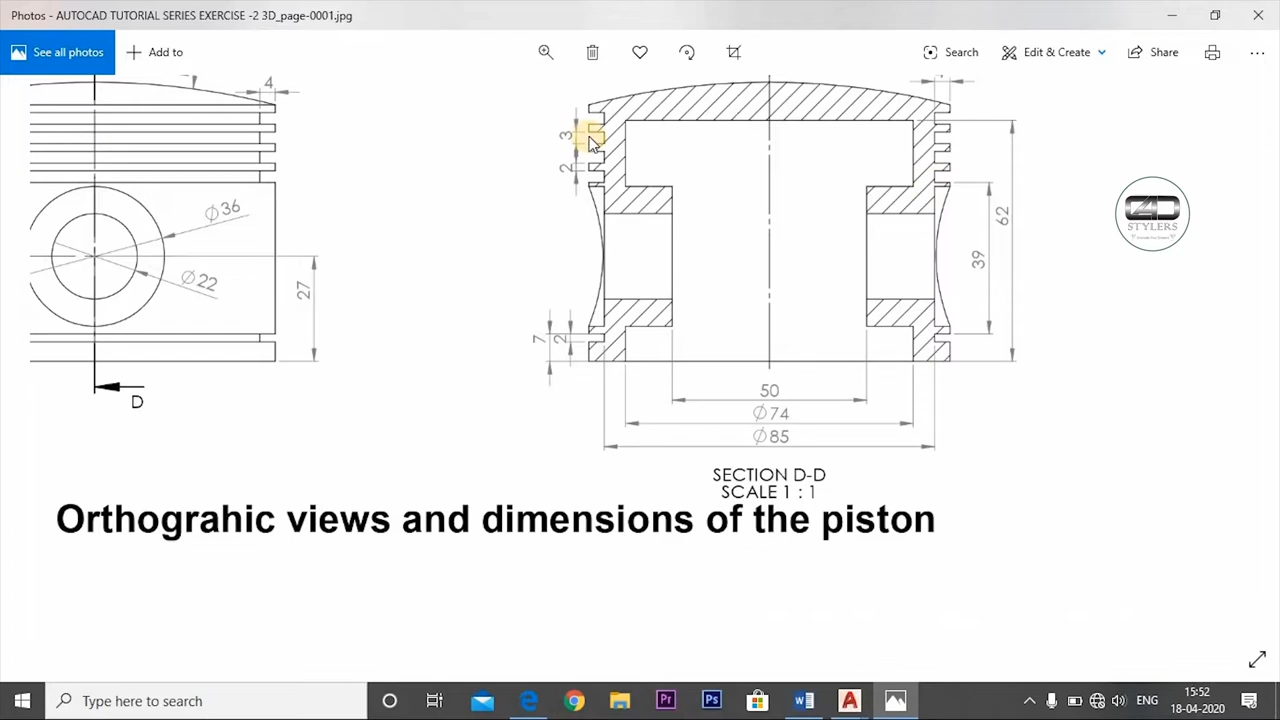 Photos - AUTOCAD TUTORIAL SERIES EXERCISE -2 3D_page-0001.jpg
See all photos
Add to
Search
Edit & Create
Share
4
3
2
Ø36
Ø22
27
62
39
7
2
D
50
Ø74
Ø85
SECTION D-D
SCALE 1 : 1
STYLERS
Orthograhic views and dimensions of the piston
Type here to search
Pr
Ps
ENG
15:52
18-04-2020